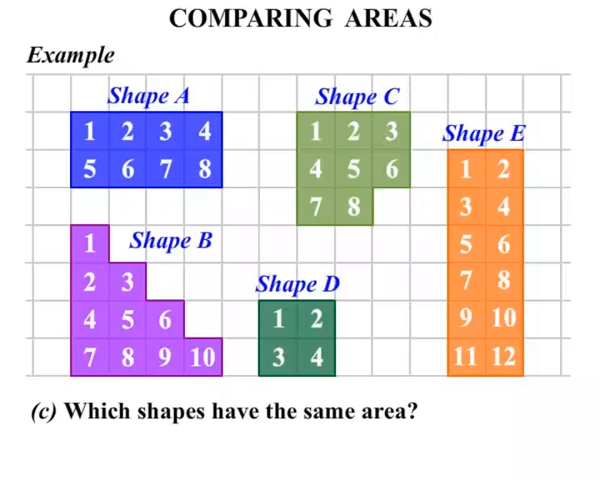 COMPARING AREAS
Example
Shape A
1 2 3 4
5 6 7 8
Shape C
1 2 3
4 5 6
7 8
Shape E
1 2
3 4
5 6
7 8
9 10
11 12
Shape B
1
2 3
4 5 6
7 8 9 10
Shape D
1 2
3 4
(c) Which shapes have the same area?